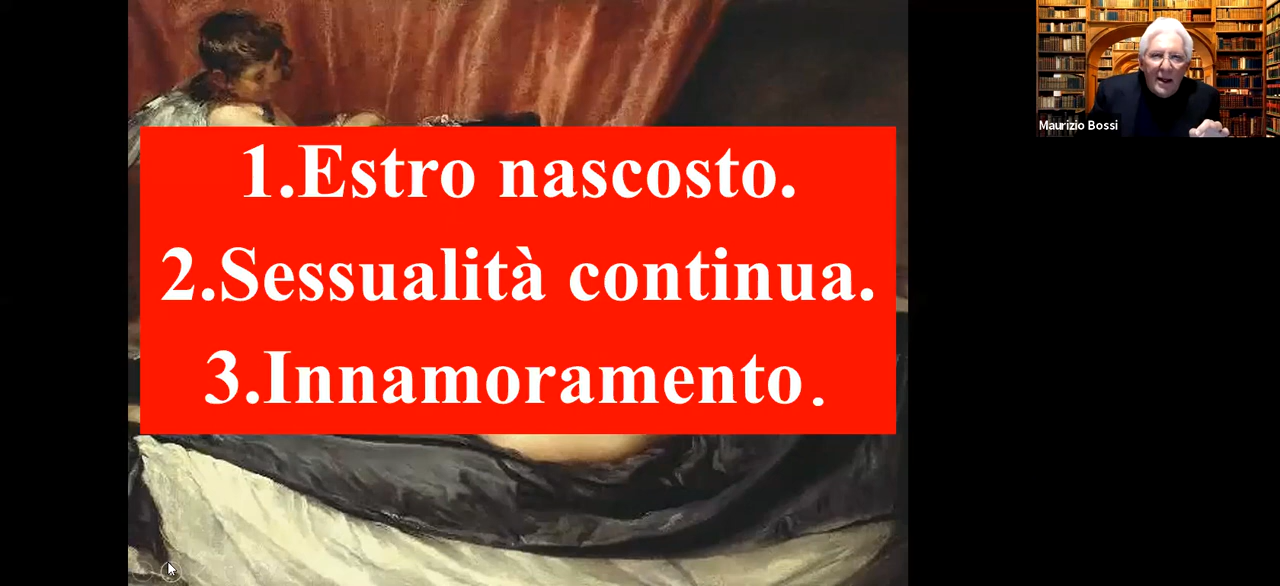 1.Estro nascosto.
2.Sessualità continua.
3.Innamoramento.
Maurizio Bossi